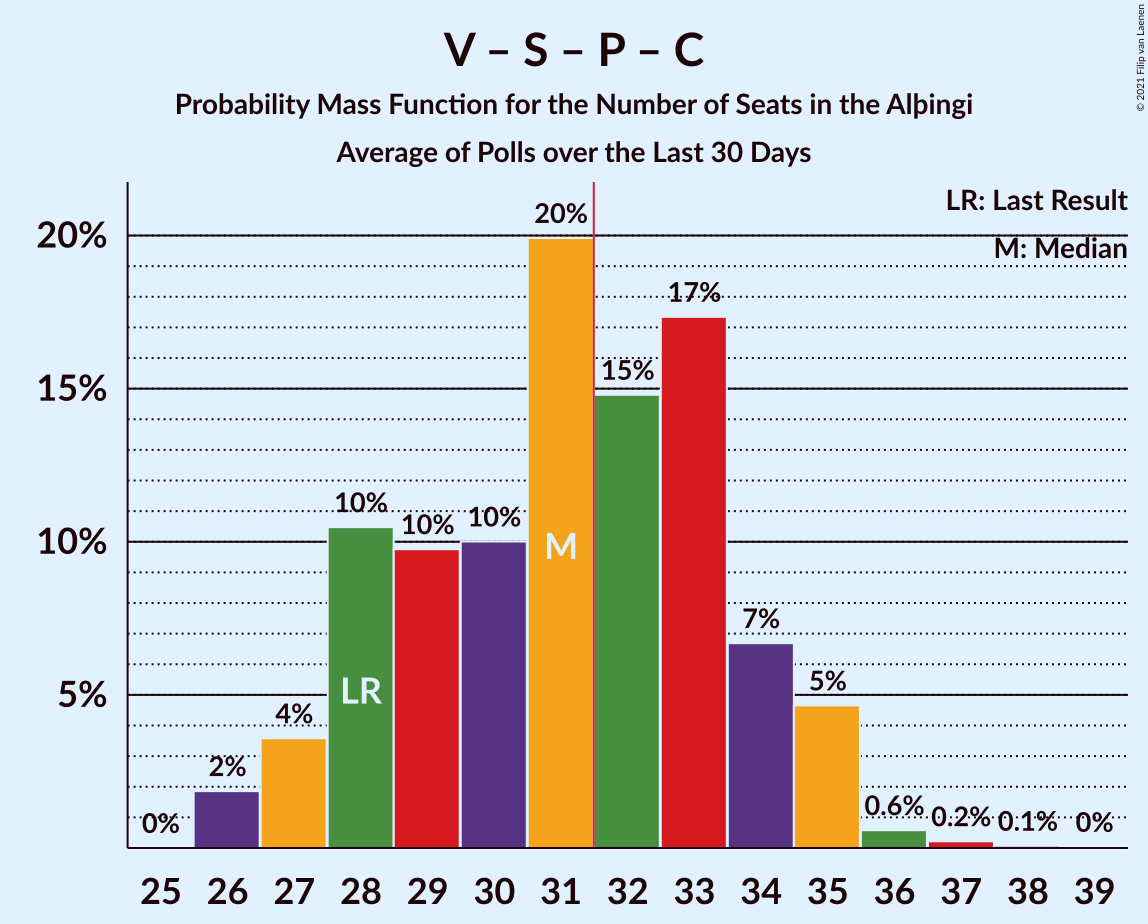 V – S – P – C
Probability Mass Function for the Number of Seats in the Alþingi
Average of Polls over the Last 30 Days
© 2021 Filip van Laenen
LR: Last Result
M: Median
20%
15%
10%
5%
0%
2%
4%
10%
10%
10%
20%
15%
17%
7%
5%
0.6%
0.2%
0.1%
0%
LR
M
25 26 27 28 29 30 31 32 33 34 35 36 37 38 39